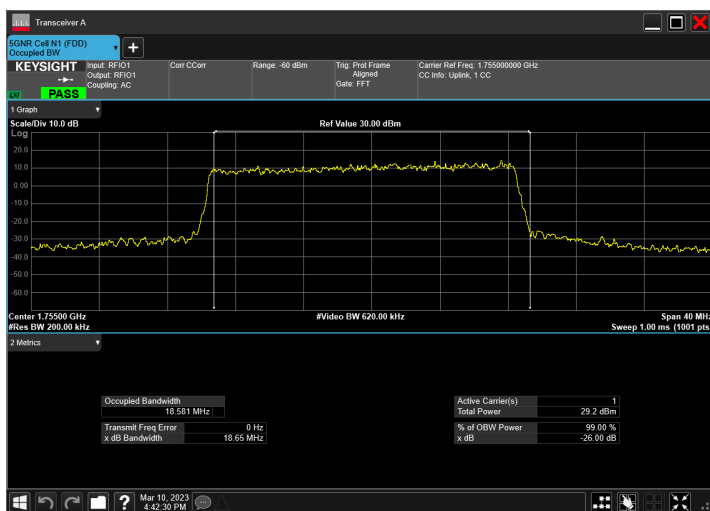 Transceiver A
5GNR Cell N1 (FDD)
Occupied BW
KEYSIGHT
PASS
Input: RFIO1
Output: RFIO1
Coupling: AC
Corr CCorr
Range: -60 dBm
Trig: Prot Frame
Aligned
Gate: FFT
Carrier Ref Freq: 1.755000000 GHz
CC Info: Uplink, 1 CC
1 Graph
Scale/Div 10.0 dB
Ref Value 30.00 dBm
Log
20.0
10.0
0.00
-10.0
-20.0
-30.0
-40.0
-50.0
-60.0
Center 1.75500 GHz
#Video BW 620.00 kHz
Span 40 MHz
#Res BW 200.00 kHz
Sweep 1.00 ms (1001 pts
2 Metrics
Occupied Bandwidth
18.581 MHz
Transmit Freq Error 0 Hz
x dB Bandwidth 18.65 MHz
Active Carrier(s) 1
Total Power 29.2 dBm
% of OBW Power 99.00 %
x dB -26.00 dB
Mar 10, 2023
4:42:30 PM